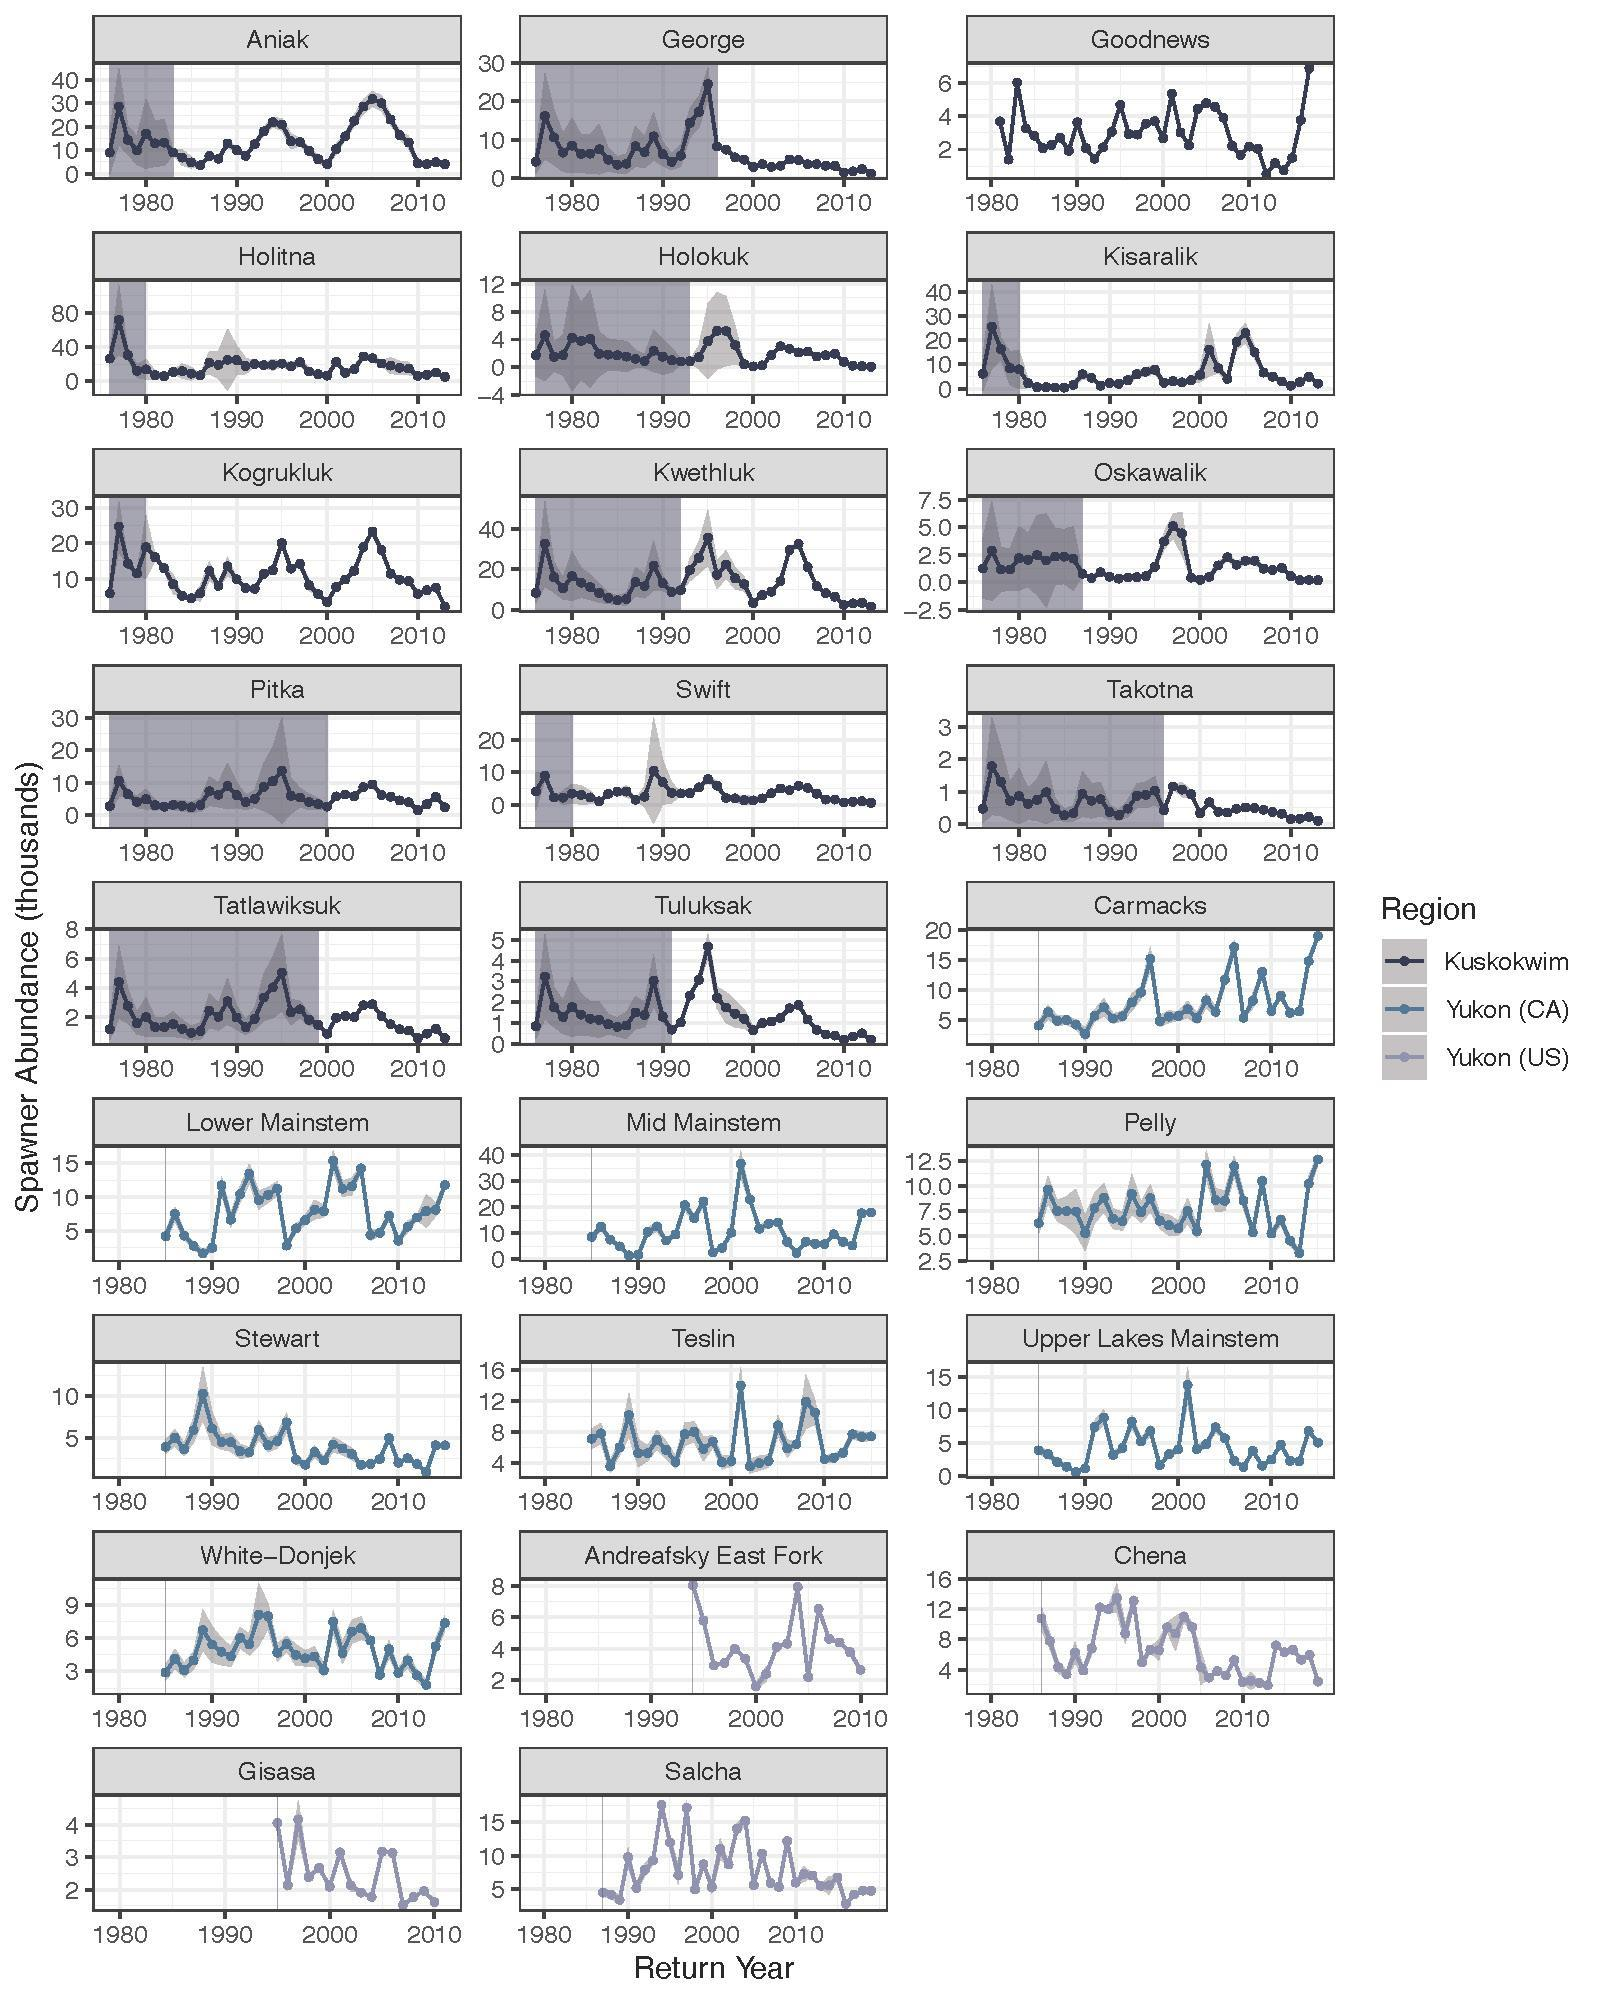 Aniak George Goodnews
40 30 20 10 0
30 20 10 0
6 4 2
1980 1990 2000 2010 1980 1990 2000 2010 1980 1990 2000 2010
Holitna Holokuk Kisaralik
80 40 0
12 8 4 0 −4
40 30 20 10 0
1980 1990 2000 2010 1980 1990 2000 2010 1980 1990 2000 2010
Kogrukluk Kwethluk Oskawalik
30 20 10
40 20 0
7.5 5.0 2.5 0.0 −2.5
1980 1990 2000 2010 1980 1990 2000 2010 1980 1990 2000 2010
Pitka Swift Takotna
30 20 10 0
20 10 0
3 2 1 0
1980 1990 2000 2010 1980 1990 2000 2010 1980 1990 2000 2010
Tatlawiksuk Tuluksak Carmacks
8 6 4 2
5 4 3 2 1 0
20 15 10 5
1980 1990 2000 2010 1980 1990 2000 2010 1980 1990 2000 2010
Lower Mainstem Mid Mainstem Pelly
15 10 5
40 30 20 10 0
12.5 10.0 7.5 5.0 2.5
1980 1990 2000 2010 1980 1990 2000 2010 1980 1990 2000 2010
Stewart Teslin Upper Lakes Mainstem
10 5
16 12 8 4
15 10 5 0
1980 1990 2000 2010 1980 1990 2000 2010 1980 1990 2000 2010
White−Donjek Andreafsky East Fork Chena
9 6 3
8 6 4 2
16 12 8 4
1980 1990 2000 2010 1980 1990 2000 2010 1980 1990 2000 2010
Gisasa Salcha
4 3 2
15 10 5
1980 1990 2000 2010 1980 1990 2000 2010
Return Year
Spawner Abundance (thousands)
Region
Kuskokwim
Yukon (CA)
Yukon (US)